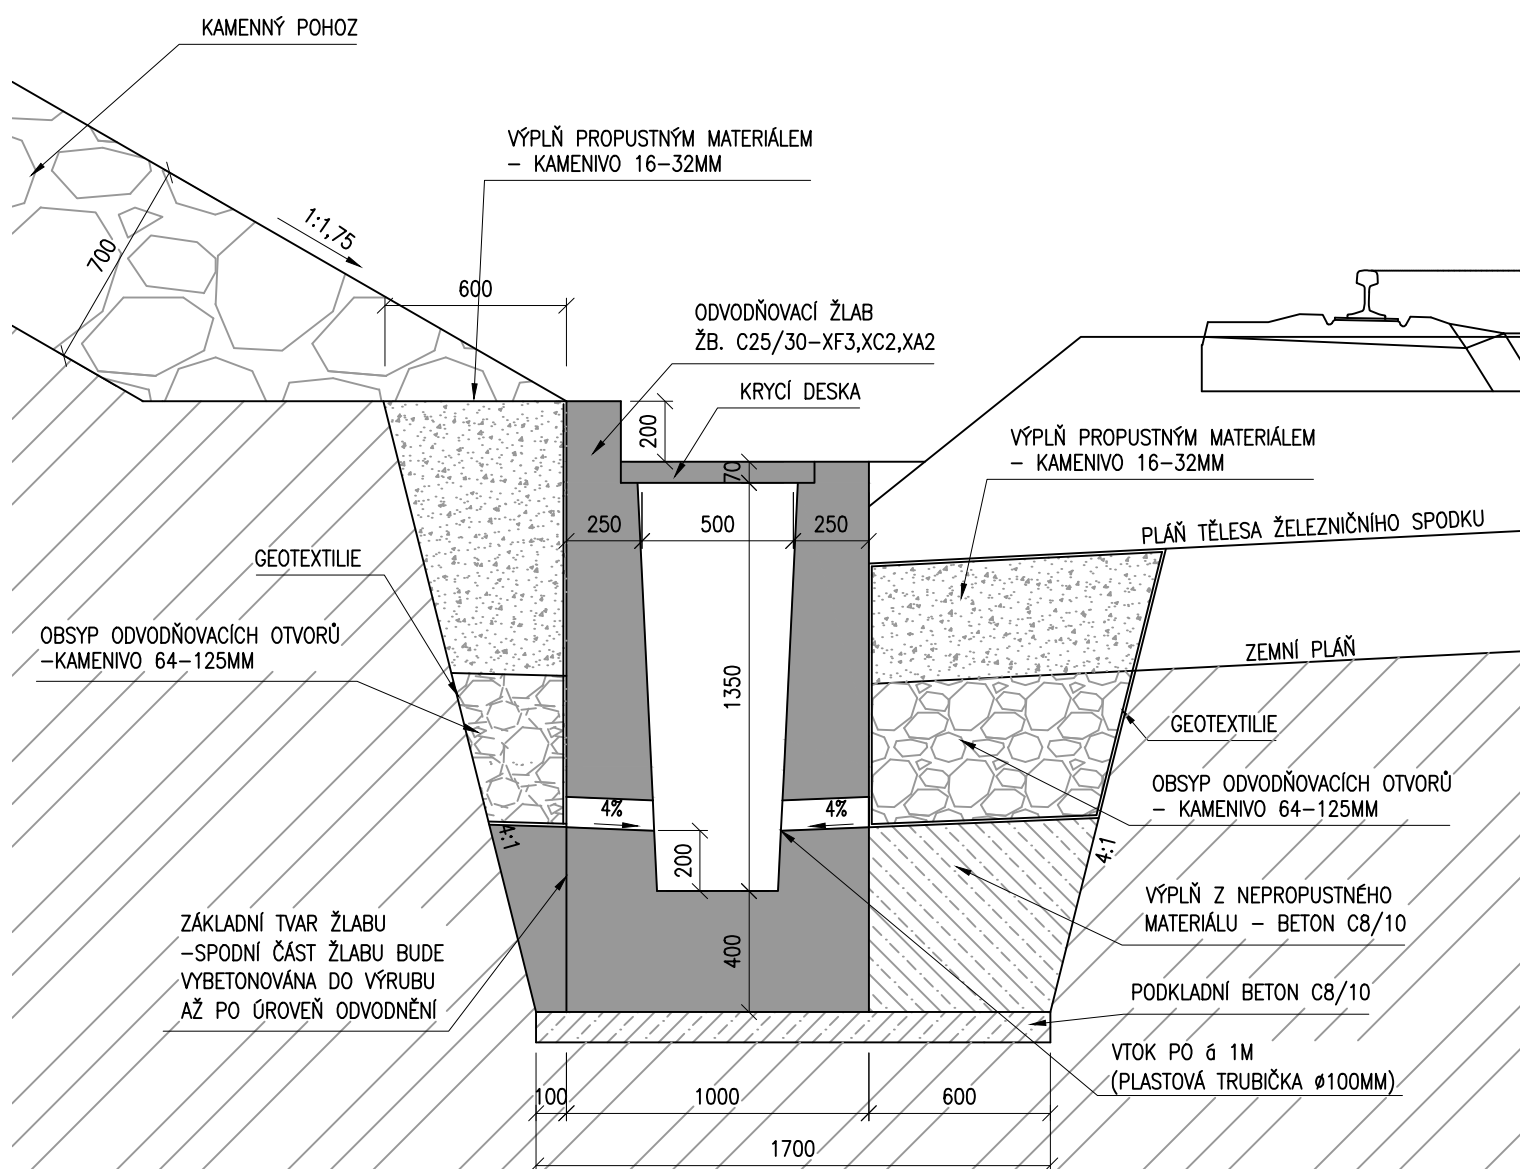 KAMENNÝ POHOZ
VÝPLŇ PROPUSTNÝM MATERIÁLEM
– KAMENIVO 16–32MM
1:1,75
700
600
ODVODŇOVACÍ ŽLAB
ŽB. C25/30–XF3,XC2,XA2
KRYCÍ DESKA
200
70
VÝPLŇ PROPUSTNÝM MATERIÁLEM
– KAMENIVO 16–32MM
250
500
250
PLÁŇ TĚLESA ŽELEZNIČNÍHO SPODKU
GEOTEXTILIE
OBSYP ODVODŇOVACÍCH OTVORŮ
–KAMENIVO 64–125MM
ZEMNÍ PLÁŇ
1350
GEOTEXTILIE
OBSYP ODVODŇOVACÍCH OTVORŮ
– KAMENIVO 64–125MM
4%
4%
4:1
4:1
200
VÝPLŇ Z NEPROPUSTNÉHO
MATERIÁLU – BETON C8/10
ZÁKLADNÍ TVAR ŽLABU
–SPODNÍ ČÁST ŽLABU BUDE
VYBETONOVÁNA DO VÝRUBU
AŽ PO ÚROVEŇ ODVODNĚNÍ
400
PODKLADNÍ BETON C8/10
VTOK PO á 1M
(PLASTOVÁ TRUBIČKA ø100MM)
100
1000
600
1700